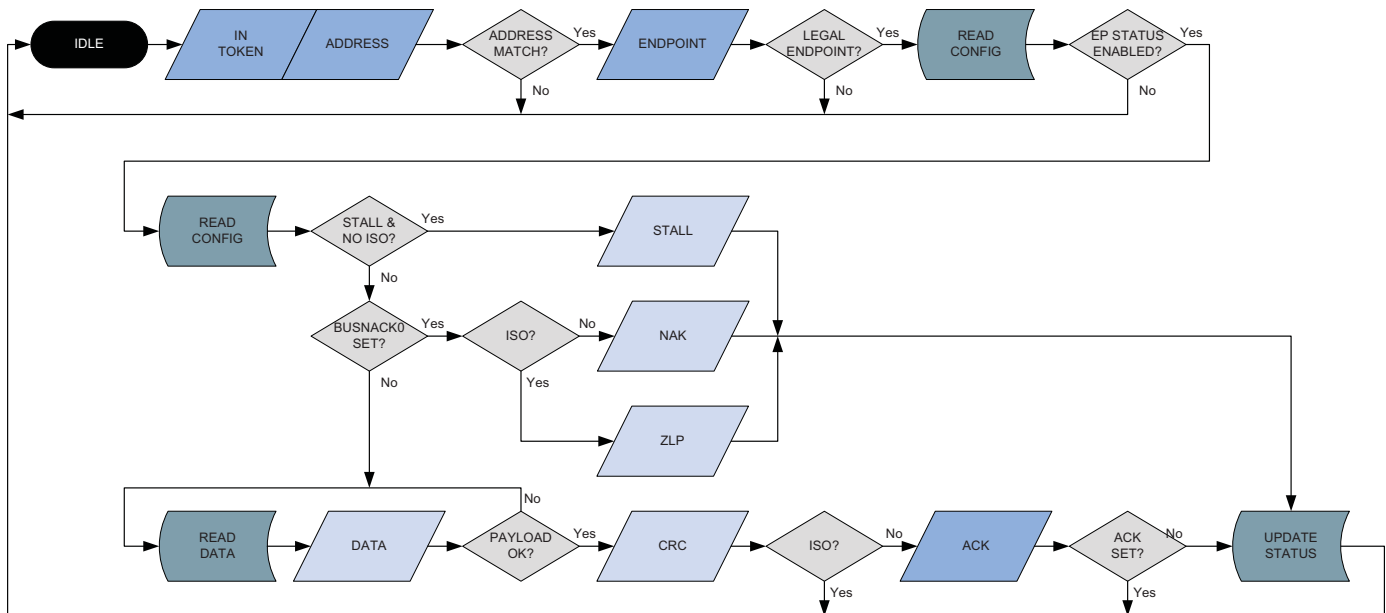 IDLE
IN
TOKEN
ADDRESS
ADDRESS
MATCH?
Yes
No
ENDPOINT
LEGAL
ENDPOINT?
Yes
No
READ
CONFIG
EP STATUS
ENABLED?
Yes
No
READ
CONFIG
STALL &
NO ISO?
Yes
No
STALL
BUSNACK0
SET?
Yes
No
ISO?
No
Yes
NAK
ZLP
READ
DATA
DATA
No
PAYLOAD
OK?
Yes
CRC
ISO?
No
Yes
ACK
ACK
SET?
No
Yes
UPDATE
STATUS